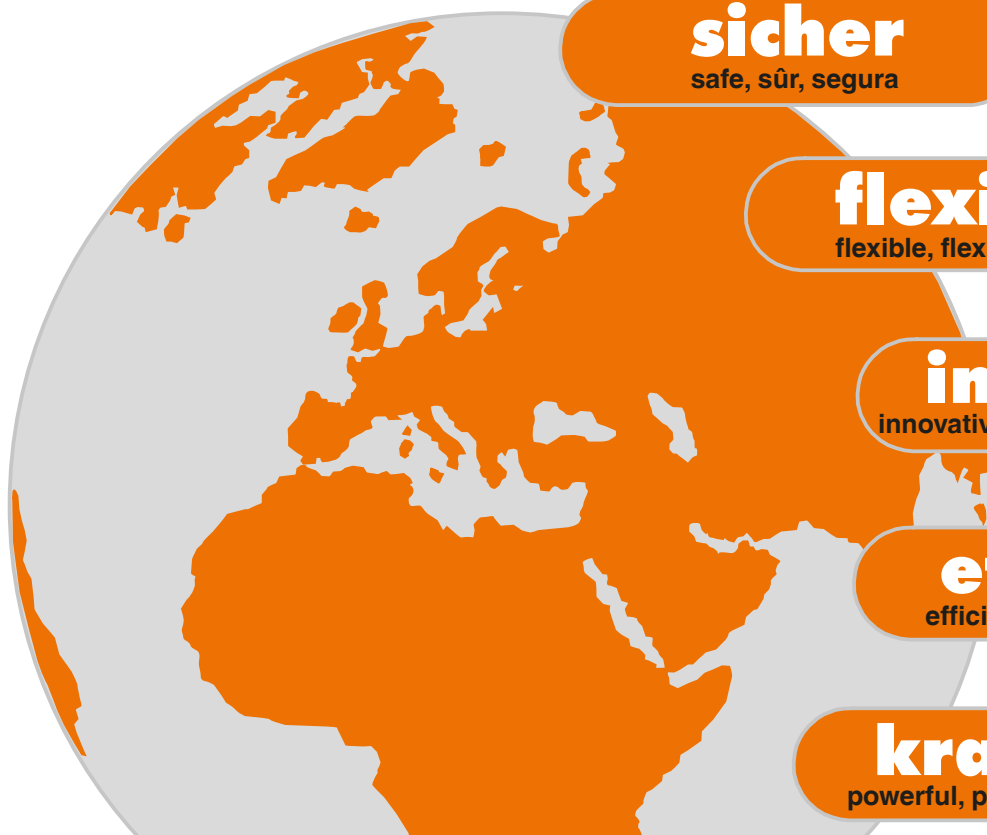 sicher
safe, sûr, segura
flexi
flexible, flex
in
innovativ
e
effici
kra
powerful, p